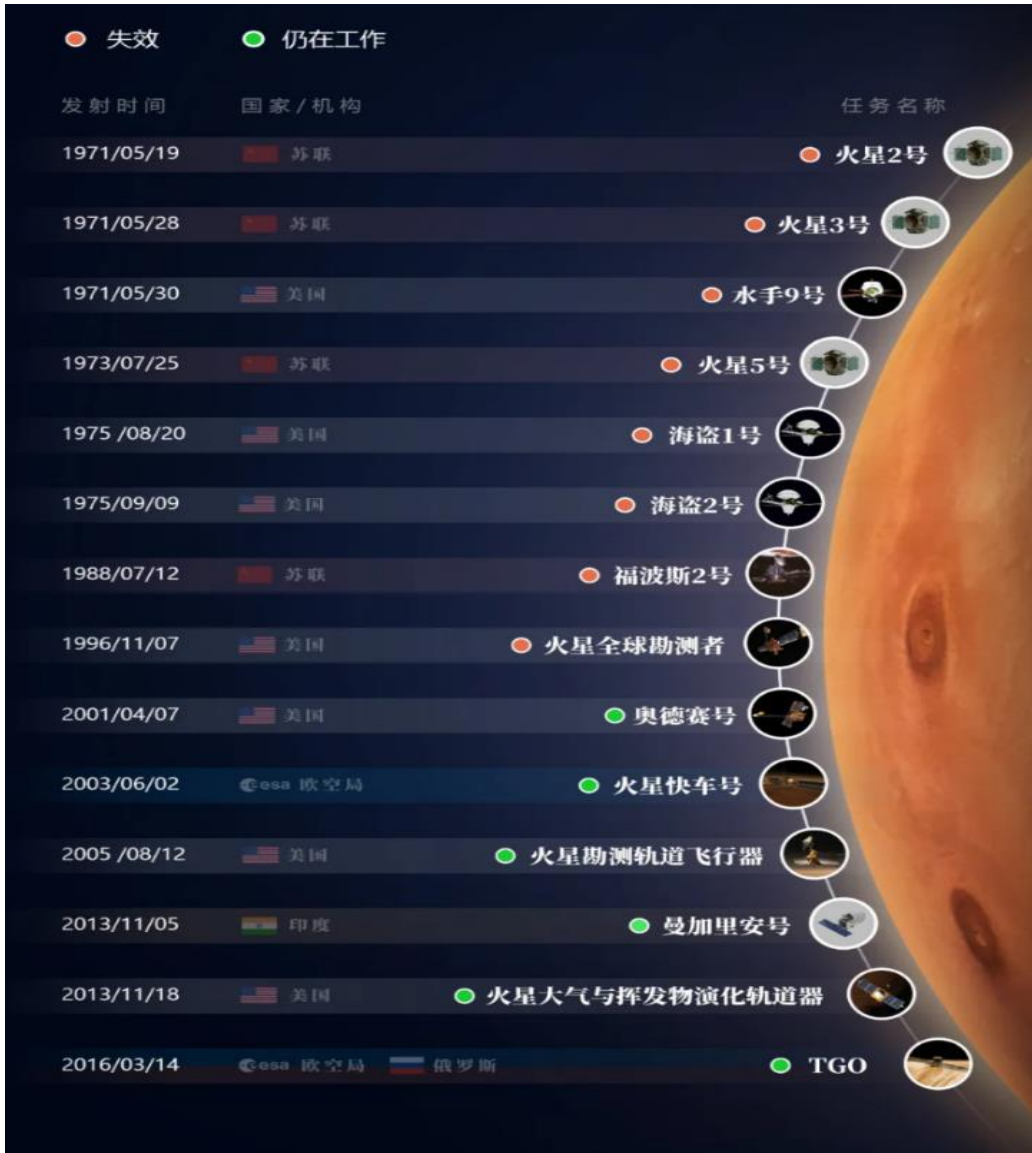 失效 仍在工作
发射时间 国家/机构 任务名称
1971/05/19 苏联 火星2号
1971/05/28 苏联 火星3号
1971/05/30 美国 水手9号
1973/07/25 苏联 火星5号
1975 /08/20 美国 海盗1号
1975/09/09 美国 海盗2号
1988/07/12 苏联 福波斯2号
1996/11/07 美国 火星全球勘测者
2001/04/07 美国 奥德赛号
2003/06/02 esa 欧空局 火星快车号
2005 /08/12 美国 火星勘测轨道飞行器
2013/11/05 印度 曼加里安号
2013/11/18 美国 火星大气与挥发物演化轨道器
2016/03/14 esa 欧空局 俄罗斯 TGO